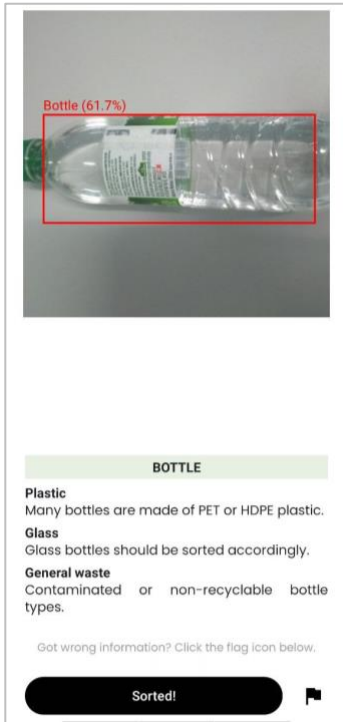 Bottle (61.7%)
BOTTLE
Plastic
Many bottles are made of PET or HDPE plastic.
Glass
Glass bottles should be sorted accordingly.
General waste
Contaminated or non-recyclable bottle
types.
Got wrong information? Click the flag icon below.
Sorted!